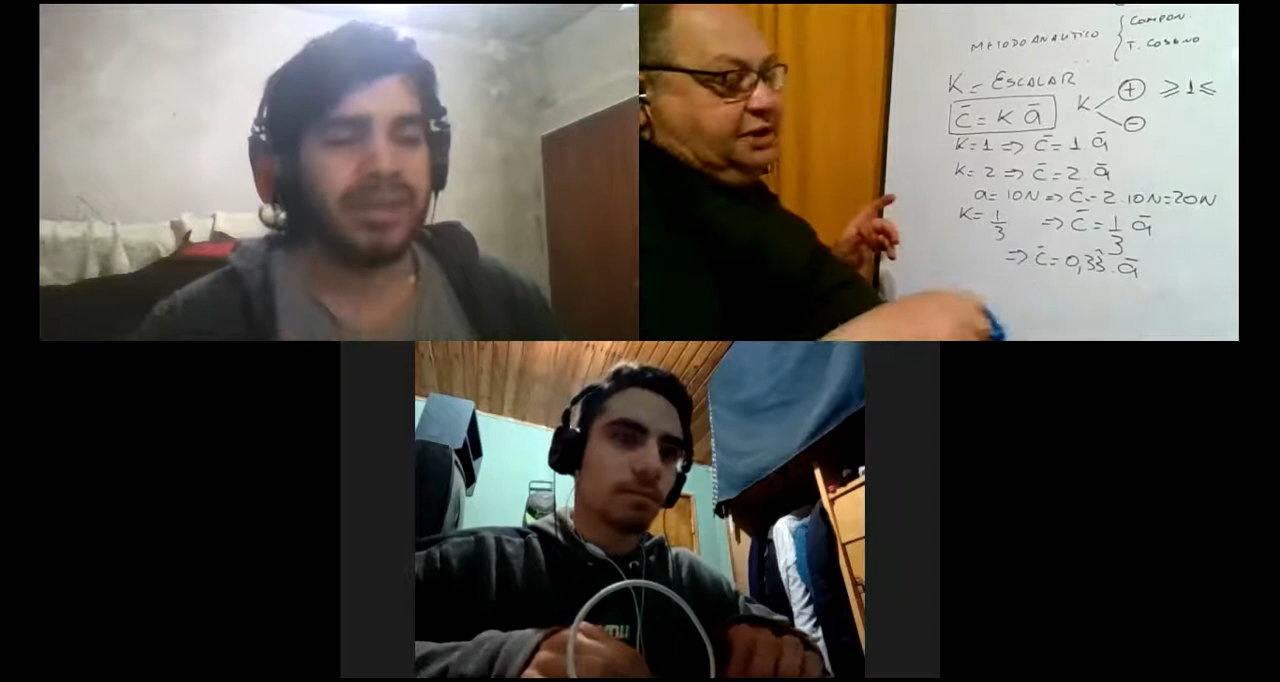 COMPON.
METODO ANALITICO { T. COSENO
K = ESCALAR
c̄ = K ā K + - ⩾1⩽
K=1 => c̄=1 ā
K=2 => c̄=2.ā
a=10N => c̄=2.10N=20N
K=1/3 => c̄=1/3 ā
=> c̄=0,33.ā